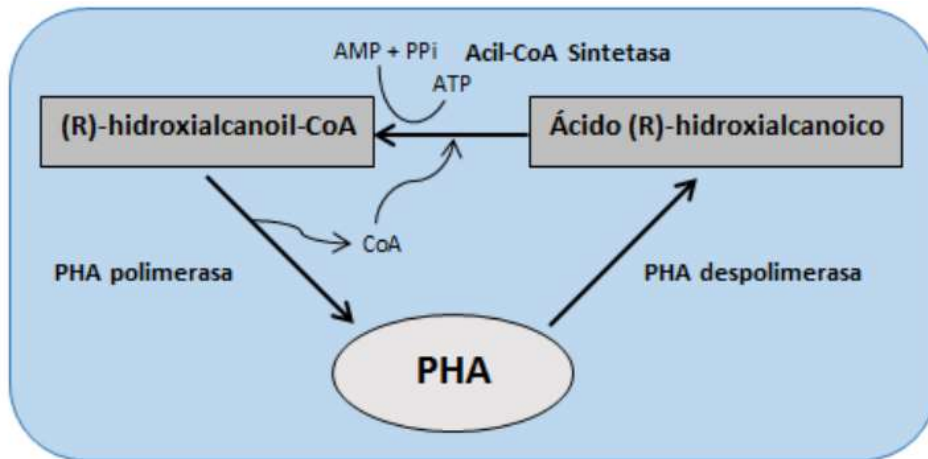 AMP + PPi
Acil-CoA Sintetasa
ATP
(R)-hidroxialcanoil-CoA
Ácido (R)-hidroxialcanoico
CoA
PHA polimerasa
PHA despolimerasa
PHA